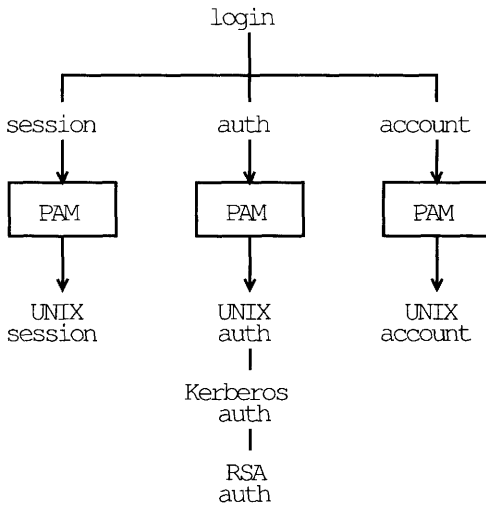 login
session auth account
PAM PAM PAM
UNIX UNIX UNIX
session auth account
Kerberos
auth
RSA
auth